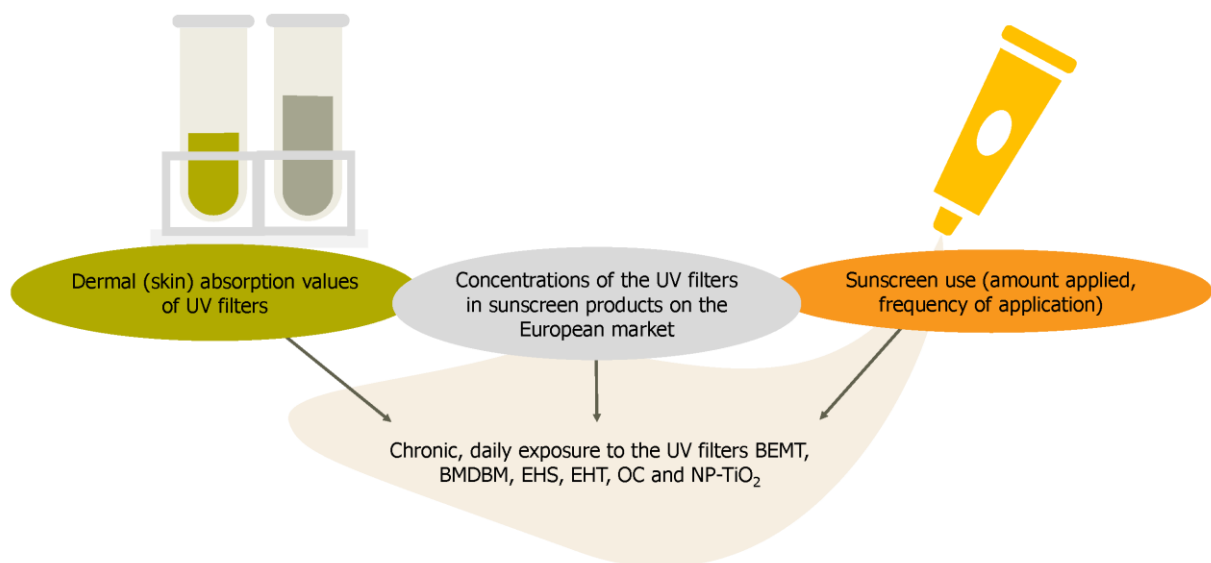 Dermal (skin) absorption values
of UV filters
Concentrations of the UV filters
in sunscreen products on the
European market
Sunscreen use (amount applied,
frequency of application)
Chronic, daily exposure to the UV filters BEMT,
BMDBM, EHS, EHT, OC and NP-TiO₂